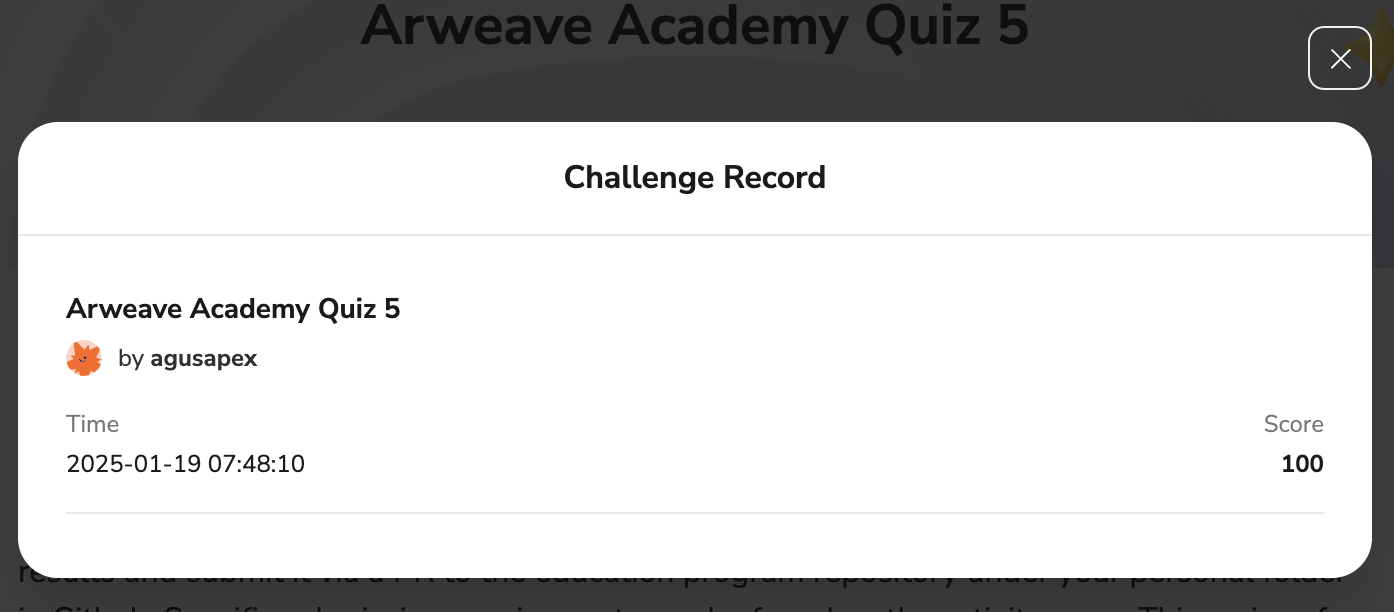 Arweave Academy Quiz 5
Challenge Record
Arweave Academy Quiz 5
by agusapex
Time
Score
2025-01-19 07:48:10
100
results and submit it via a PR to the education program repository under your personal folder